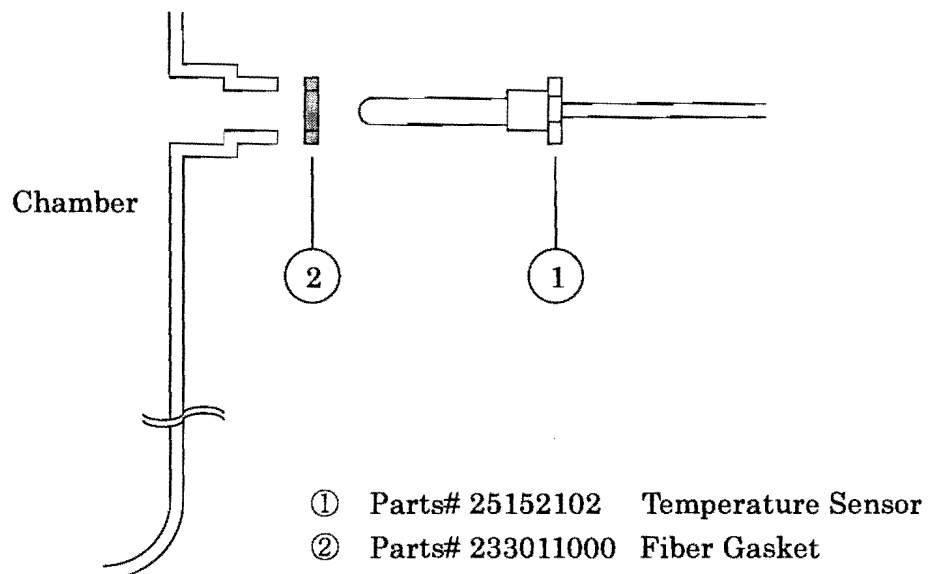 Chamber
2
1
① Parts# 25152102 Temperature Sensor
② Parts# 233011000 Fiber Gasket